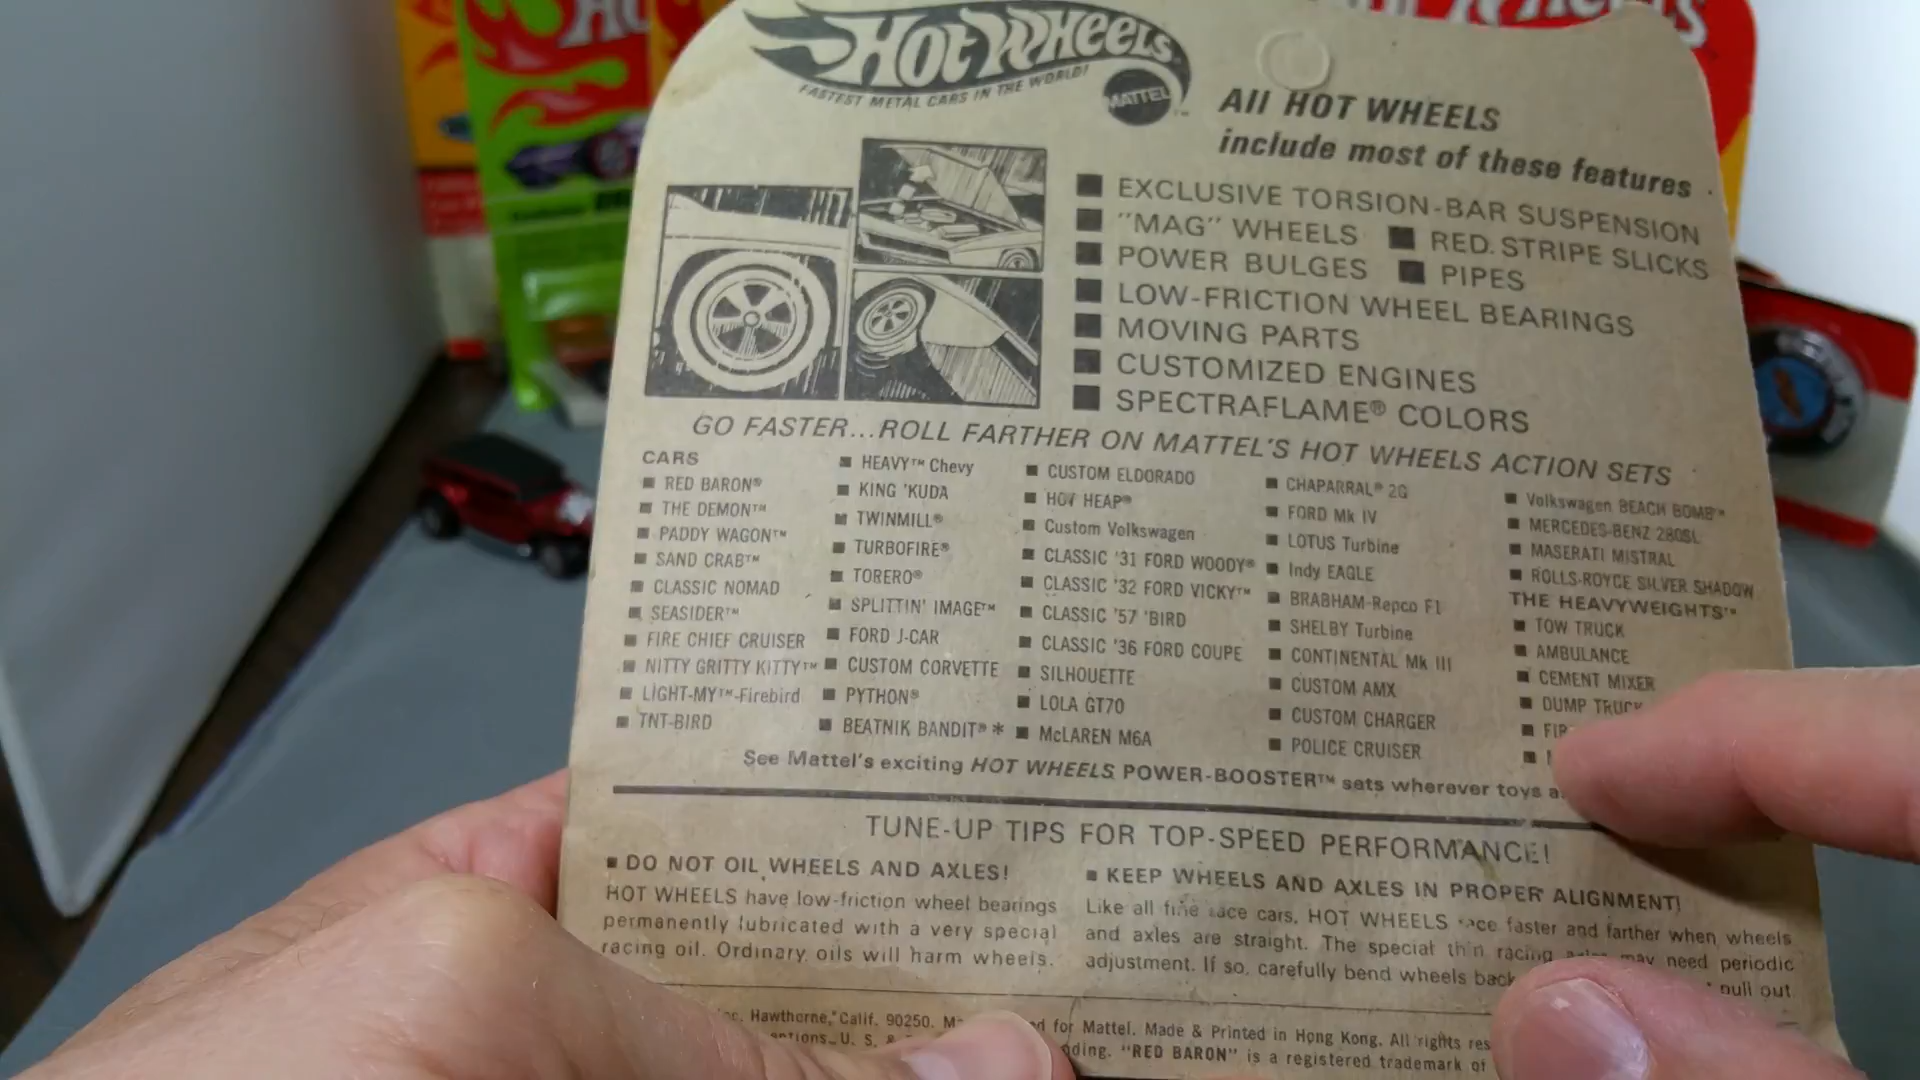 Hot Wheels
FASTEST METAL CARS IN THE WORLD!
MATTEL
All HOT WHEELS
include most of these features
EXCLUSIVE TORSION-BAR SUSPENSION
"MAG" WHEELS ■ RED STRIPE SLICKS
POWER BULGES ■ PIPES
LOW-FRICTION WHEEL BEARINGS
MOVING PARTS
CUSTOMIZED ENGINES
SPECTRAFLAME® COLORS
GO FASTER...ROLL FARTHER ON MATTEL'S HOT WHEELS ACTION SETS
CARS
RED BARON®
THE DEMON™
PADDY WAGON™
SAND CRAB™
CLASSIC NOMAD
SEASIDER™
FIRE CHIEF CRUISER
NITTY GRITTY KITTY™
LIGHT-MY™-Firebird
TNT-BIRD
HEAVY™ Chevy
KING 'KUDA
TWINMILL®
TURBOFIRE®
TORERO®
SPLITTIN' IMAGE™
FORD J-CAR
CUSTOM CORVETTE
PYTHON®
BEATNIK BANDIT® *
CUSTOM ELDORADO
HOT HEAP®
Custom Volkswagen
CLASSIC '31 FORD WOODY®
CLASSIC '32 FORD VICKY™
CLASSIC '57 'BIRD
CLASSIC '36 FORD COUPE
SILHOUETTE
LOLA GT70
McLAREN M6A
CHAPARRAL® 2G
FORD Mk IV
LOTUS Turbine
Indy EAGLE
BRABHAM-Repco F1
SHELBY Turbine
CONTINENTAL Mk III
CUSTOM AMX
CUSTOM CHARGER
POLICE CRUISER
Volkswagen BEACH BOMB™
MERCEDES-BENZ 280SL
MASERATI MISTRAL
ROLLS-ROYCE SILVER SHADOW
THE HEAVYWEIGHTS™
TOW TRUCK
AMBULANCE
CEMENT MIXER
DUMP TRUCK
See Mattel's exciting HOT WHEELS POWER-BOOSTER™ sets wherever toys
TUNE-UP TIPS FOR TOP-SPEED PERFORMANCE!
DO NOT OIL WHEELS AND AXLES!
HOT WHEELS have low-friction wheel bearings
permanently lubricated with a very special
racing oil. Ordinary oils will harm wheels.
KEEP WHEELS AND AXLES IN PROPER ALIGNMENT!
Like all fine race cars, HOT WHEELS race faster and farther when wheels
and axles are straight. The special thin racing axles may need periodic
adjustment. If so, carefully bend wheels back pull out.
Hawthorne, Calif. 90250. for Mattel. Made & Printed in Hong Kong. All rights
U. S. & "RED BARON" is a registered trademark of